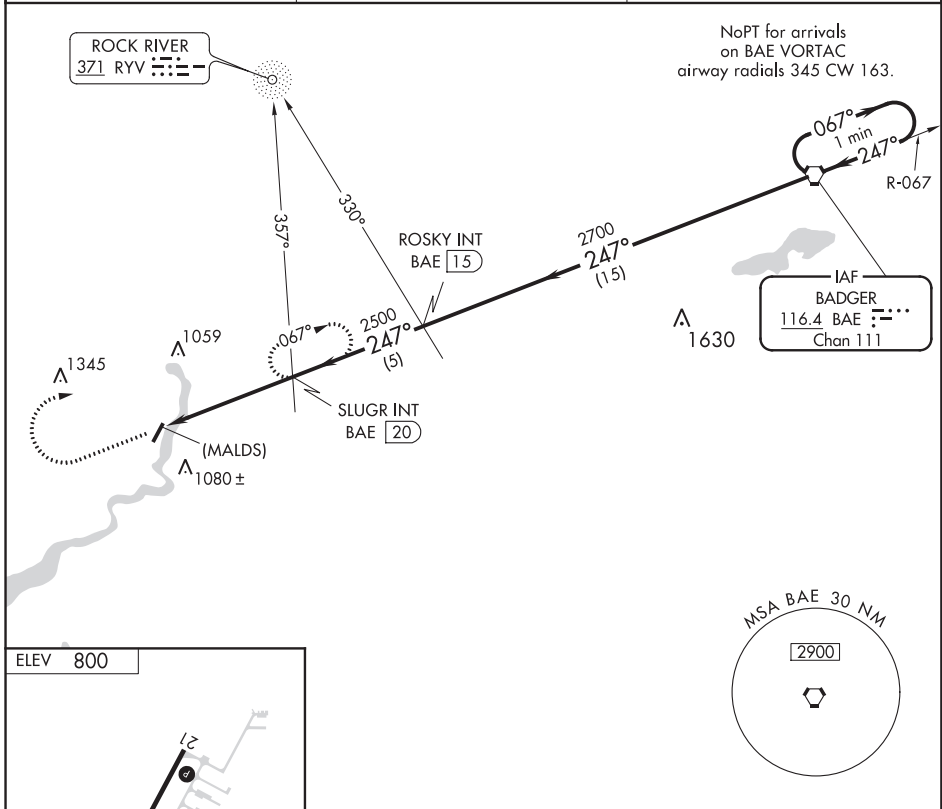 ROCK RIVER
371 RYV
NoPT for arrivals
on BAE VORTAC
airway radials 345 CW 163.
067°
1 min
247°
R-067
357°
330°
ROSKY INT
BAE 15
2700
247°
(15)
IAF
BADGER
116.4 BAE
Chan 111
1630
067°
2500
247°
(5)
1059
1345
SLUGR INT
BAE 20
(MALDS)
1080 ±
MSA BAE 30 NM
2900
ELEV 800
21
P